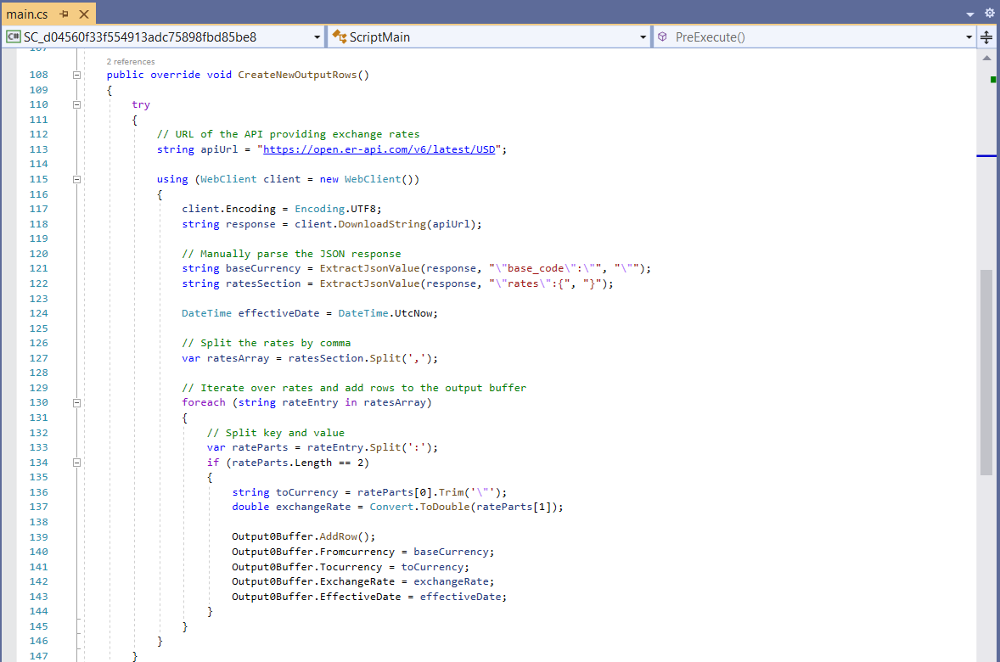 main.cs
SC_d04560f33f554913adc75898fbd85be8 ScriptMain PreExecute()
107
2 references
108 public override void CreateNewOutputRows()
109 {
110 try
111 {
112 // URL of the API providing exchange rates
113 string apiUrl = "https://open.er-api.com/v6/latest/USD";
114
115 using (WebClient client = new WebClient())
116 {
117 client.Encoding = Encoding.UTF8;
118 string response = client.DownloadString(apiUrl);
119
120 // Manually parse the JSON response
121 string baseCurrency = ExtractJsonValue(response, "\"base_code\":\"", "\"");
122 string ratesSection = ExtractJsonValue(response, "\"rates\":{", "}");
123
124 DateTime effectiveDate = DateTime.UtcNow;
125
126 // Split the rates by comma
127 var ratesArray = ratesSection.Split(',');
128
129 // Iterate over rates and add rows to the output buffer
130 foreach (string rateEntry in ratesArray)
131 {
132 // Split key and value
133 var rateParts = rateEntry.Split(':');
134 if (rateParts.Length == 2)
135 {
136 string toCurrency = rateParts[0].Trim('\"');
137 double exchangeRate = Convert.ToDouble(rateParts[1]);
138
139 Output0Buffer.AddRow();
140 Output0Buffer.Fromcurrency = baseCurrency;
141 Output0Buffer.Tocurrency = toCurrency;
142 Output0Buffer.ExchangeRate = exchangeRate;
143 Output0Buffer.EffectiveDate = effectiveDate;
144 }
145 }
146 }
147 }